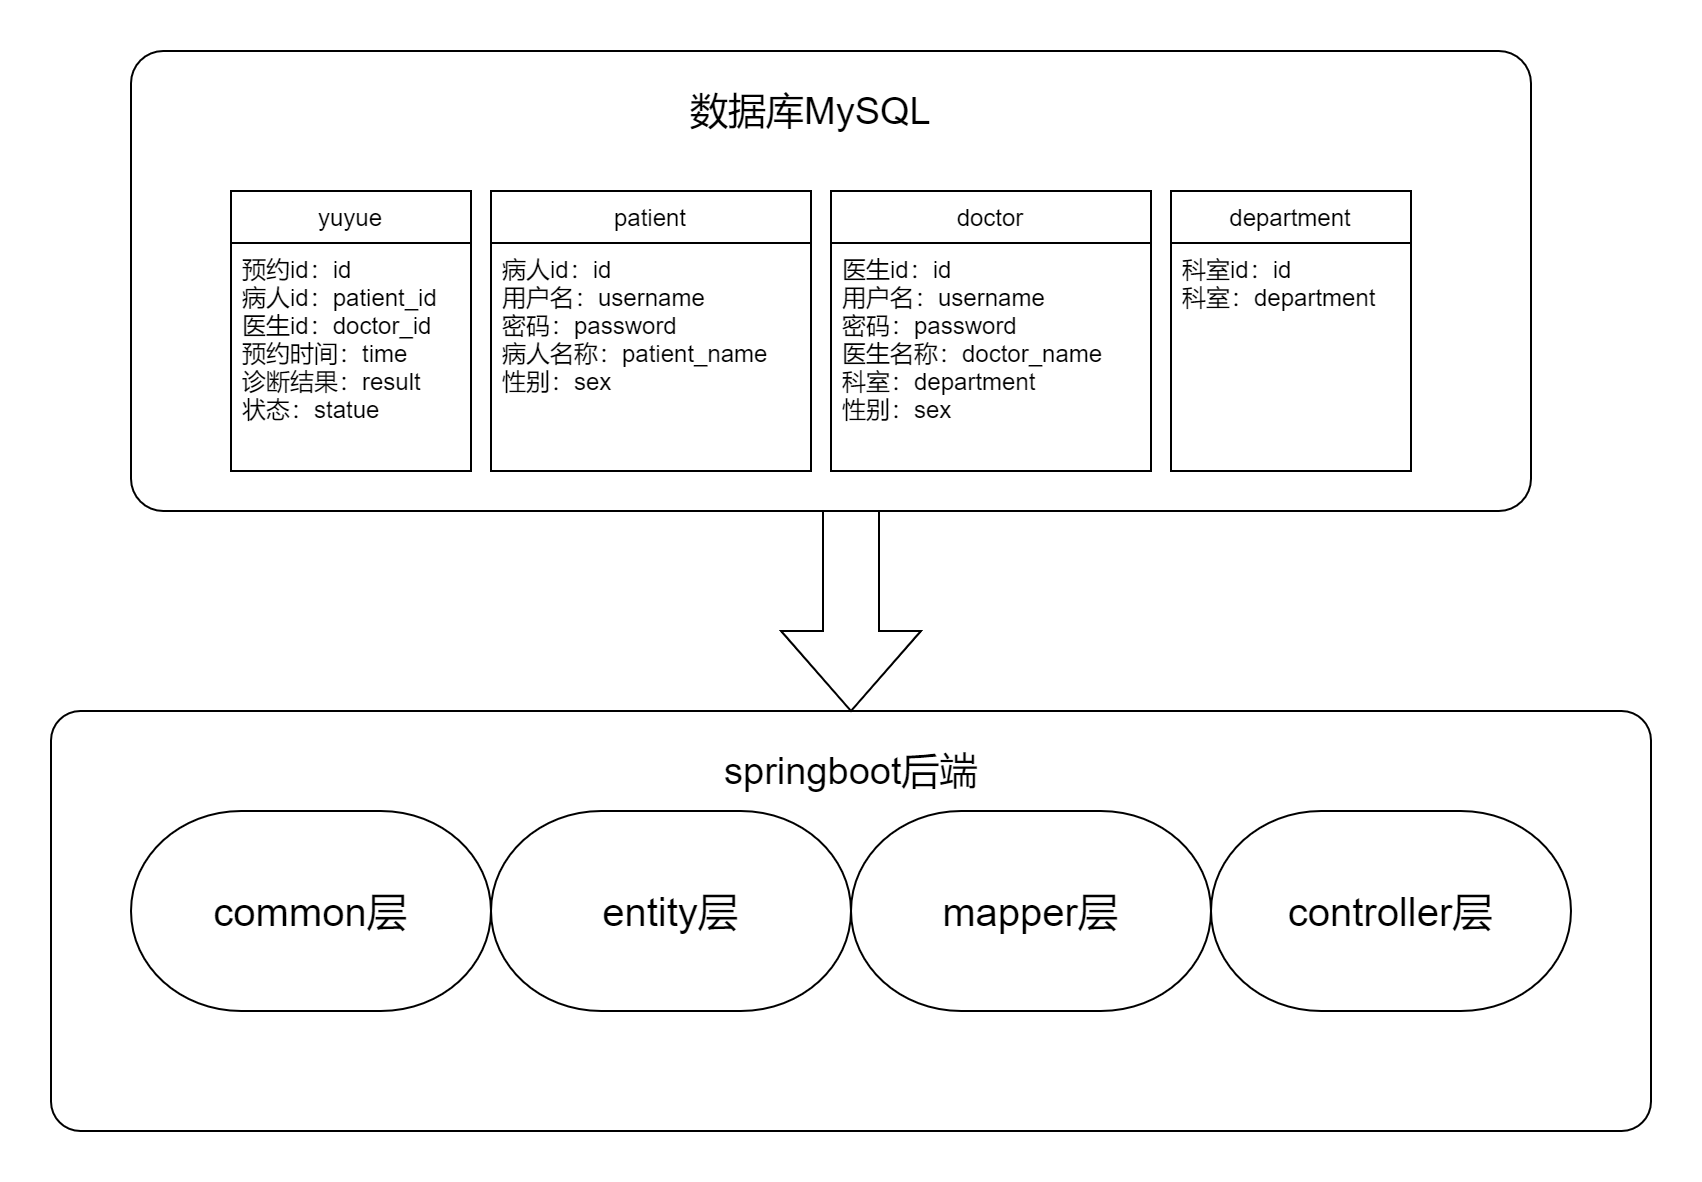 数据库MySQL
yuyue
预约id：id
病人id：patient_id
医生id：doctor_id
预约时间：time
诊断结果：result
状态：statue
patient
病人id：id
用户名：username
密码：password
病人名称：patient_name
性别：sex
doctor
医生id：id
用户名：username
密码：password
医生名称：doctor_name
科室：department
性别：sex
department
科室id：id
科室：department
springboot后端
common层
entity层
mapper层
controller层